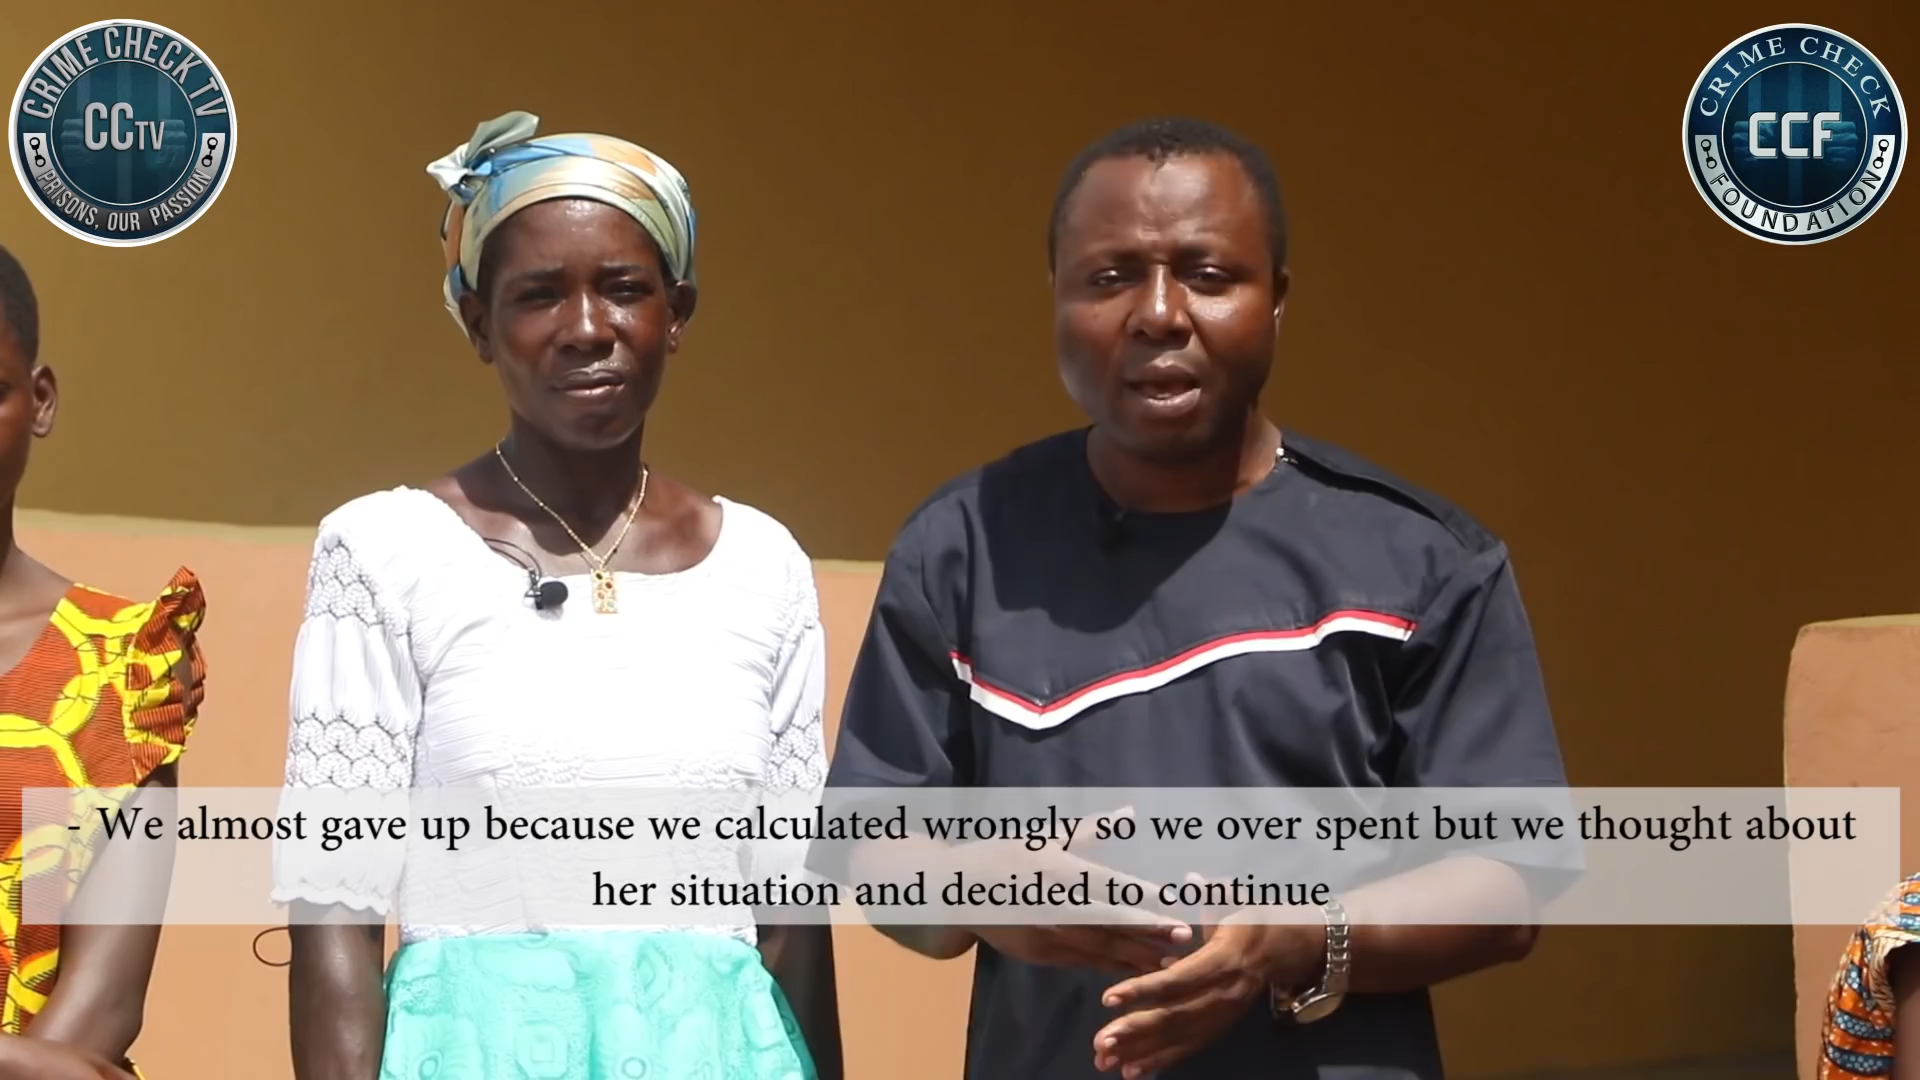 CRIME CHECK TV
CCTV
PRISONS, OUR PASSION
CRIME CHECK
CCF
FOUNDATION
- We almost gave up because we calculated wrongly so we over spent but we thought about
her situation and decided to continue